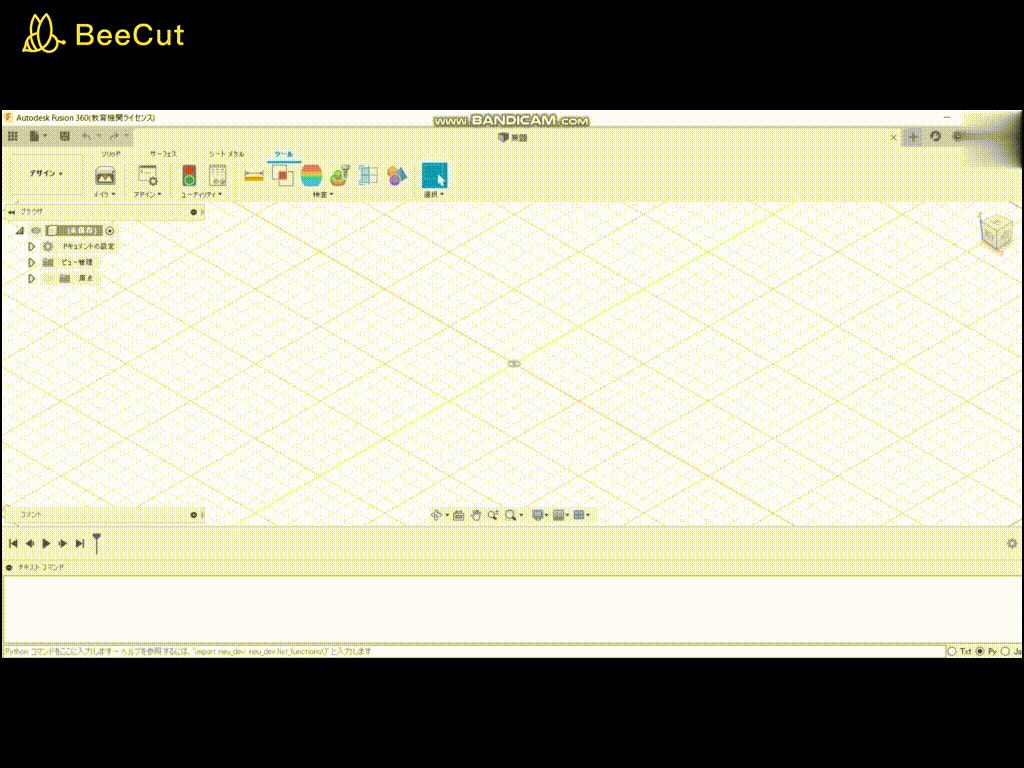 BeeCut
Autodesk Fusion 360(教育機関ライセンス)
www.BANDICAM.com
無題
ソリッド サーフェス シート メタル ツール
デザイン
メイク アドイン ユーティリティ 検査 選択
ブラウザ
(未保存)
ドキュメントの設定
ビュー管理
原点
コメント
テキスト コマンド
Python コマンドをここに入力します - ヘルプを参照するには、"import neu_dev; neu_dev.list_functions()" と入力します
Txt Py Js